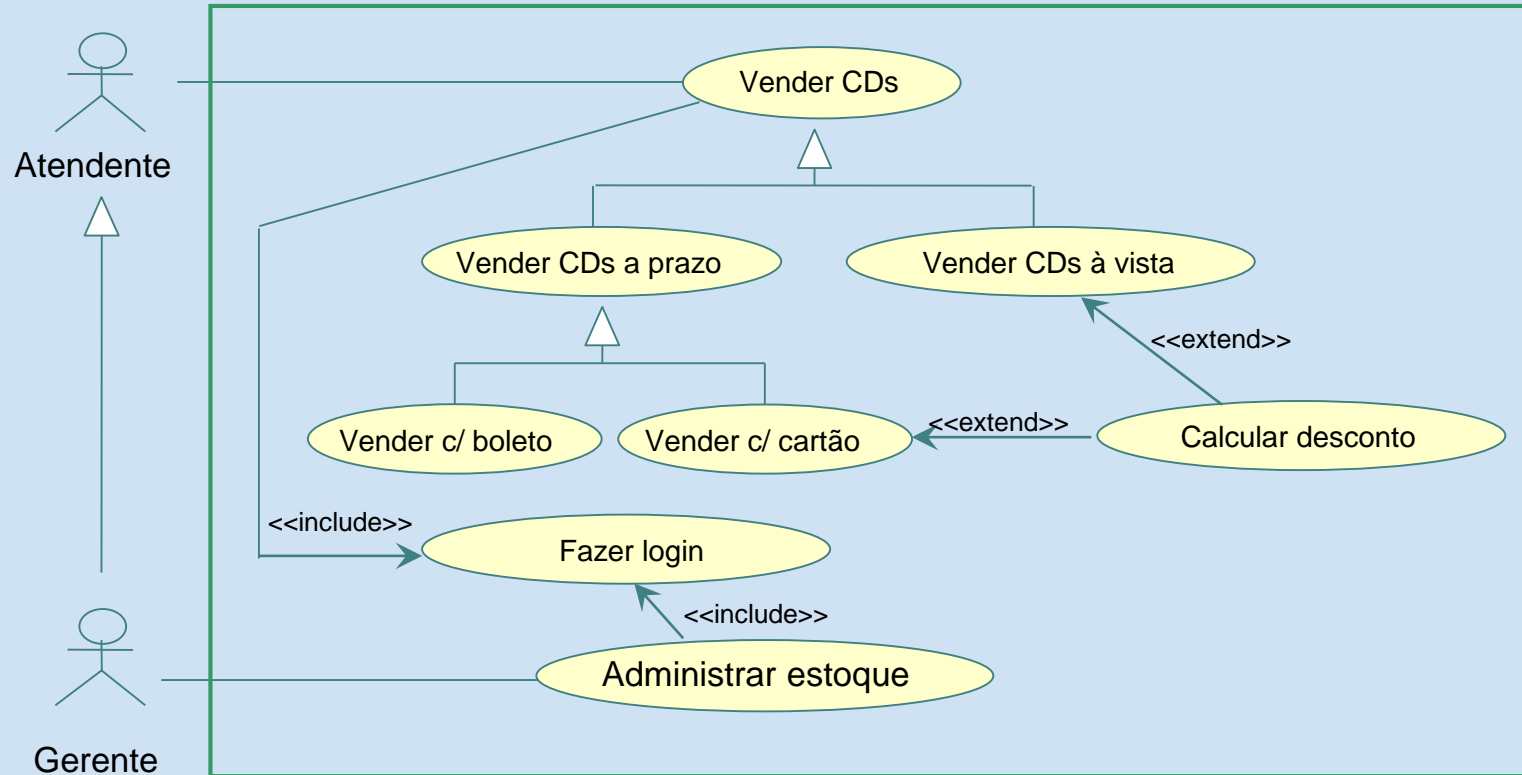 Vender CDs
Atendente
Vender CDs a prazo
Vender CDs à vista
<<extend>>
Vender c/ boleto
Vender c/ cartão
<<extend>>
Calcular desconto
<<include>>
Fazer login
<<include>>
Administrar estoque
Gerente